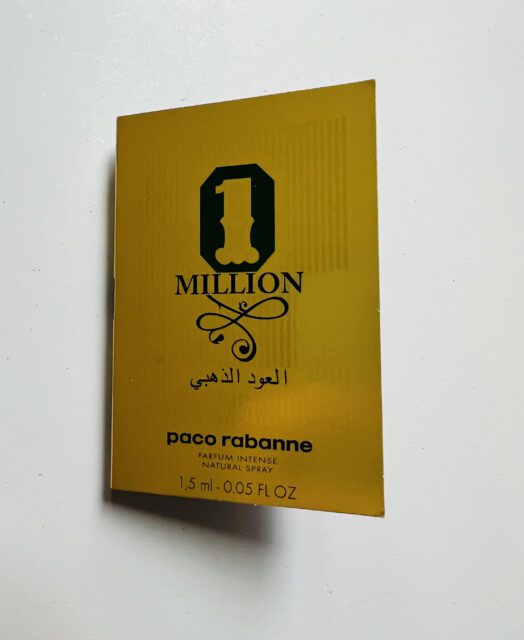 1
MILLION
العود الذهبي
paco rabanne
PARFUM INTENSE
NATURAL SPRAY
1,5 ml - 0.05 FL OZ